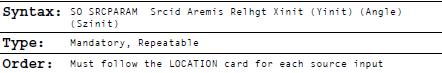 Syntax: SO SRCPARAM Srcid Aremis Relhgt Xinit (Yinit) (Angle)
(Szinit)
Type: Mandatory, Repeatable
Order: Must follow the LOCATION card for each source input